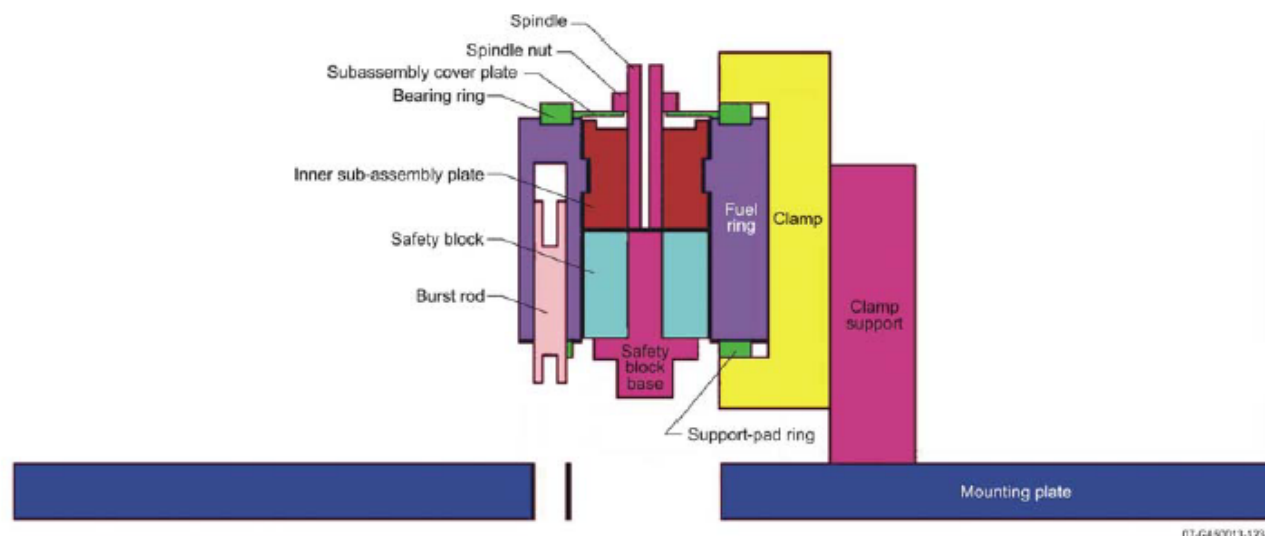 Spindle
Spindle nut
Subassembly cover plate
Bearing ring
Inner sub-assembly plate
Fuel
ring
Clamp
Safety block
Burst rod
Clamp
support
Safety
block
base
Support-pad ring
Mounting plate